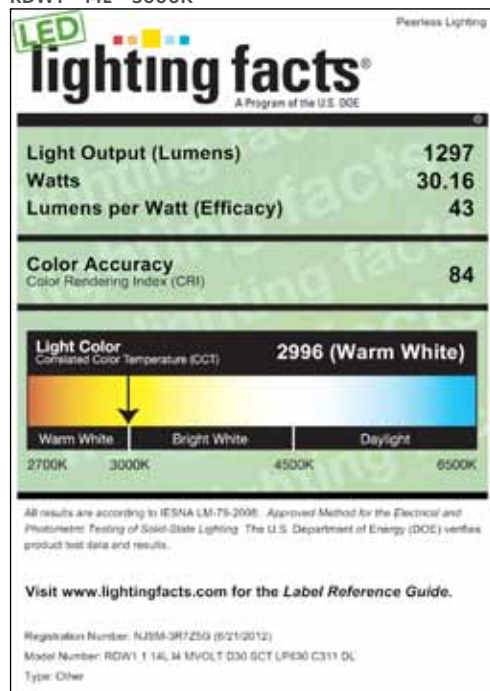 RDW1 14L 3000K
Peerless Lighting
LED
lighting facts®
A Program of the U.S. DOE
Light Output (Lumens) 1297
Watts 30.16
Lumens per Watt (Efficacy) 43
Color Accuracy 84
Color Rendering Index (CRI)
Light Color 2996 (Warm White)
Correlated Color Temperature (CCT)
Warm White Bright White Daylight
2700K 3000K 4500K 6500K
All results are according to IESNA LM-79-2008: Approved Method for the Electrical and
Photometric Testing of Solid-State Lighting. The U.S. Department of Energy (DOE) verifies
product test data and results.
Visit www.lightingfacts.com for the Label Reference Guide.
Registration Number: NJSM-3R7Z5G (6/21/2012)
Model Number: RDW1 1 14L I4 MVOLT D30 SCT LP830 C311 DL
Type: Other